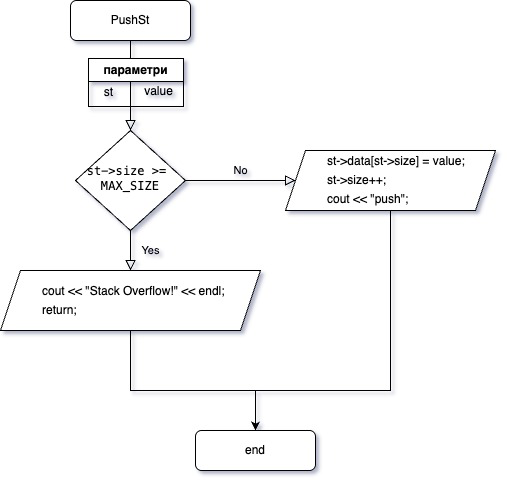 PushSt
параметри
st value
st->size >=
MAX_SIZE
No
st->data[st->size] = value;
st->size++;
cout << "push";
Yes
cout << "Stack Overflow!" << endl;
return;
end